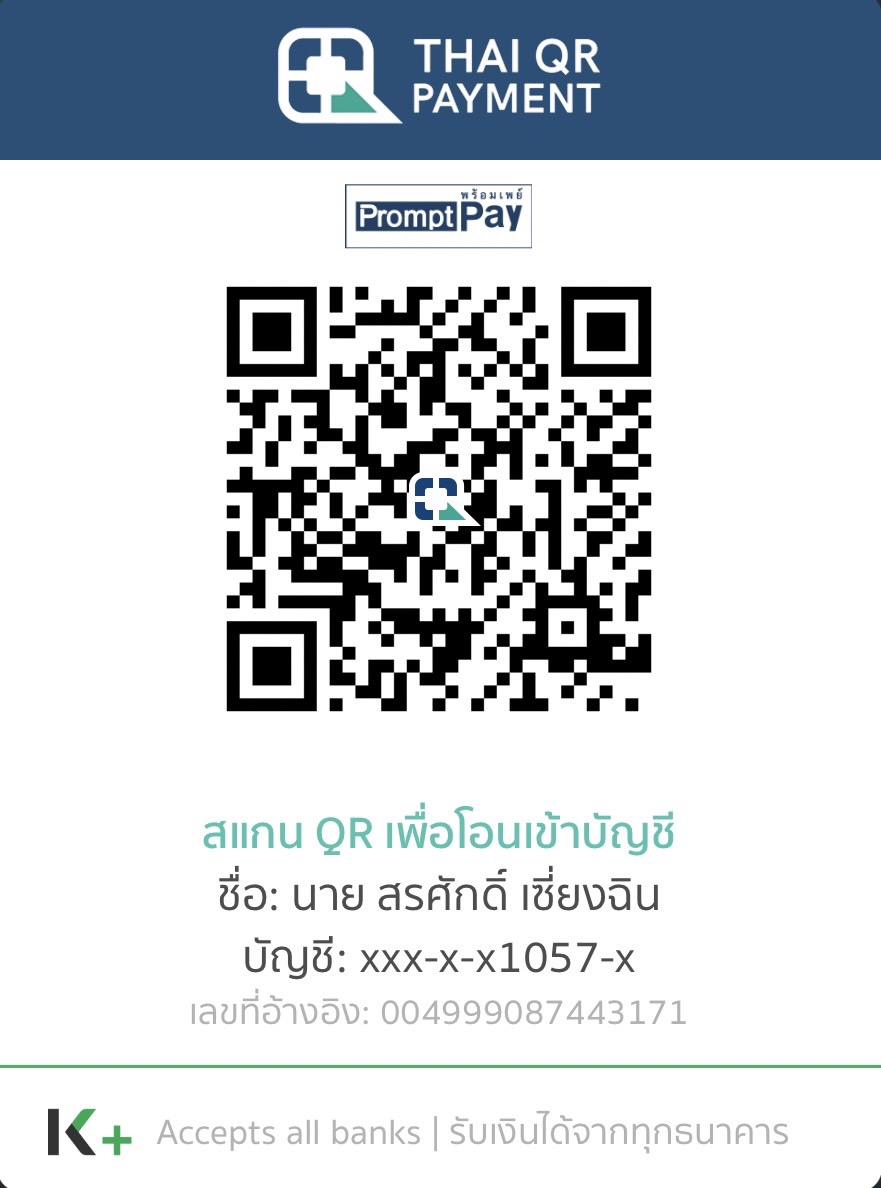 THAI QR
PAYMENT
พร้อมเพย์
PromptPay
สแกน QR เพื่อโอนเข้าบัญชี
ชื่อ: นาย สรศักดิ์ เซี่ยงฉิน
บัญชี: xxx-x-x1057-x
เลขที่อ้างอิง: 004999087443171
K+ Accepts all banks | รับเงินได้จากทุกธนาคาร